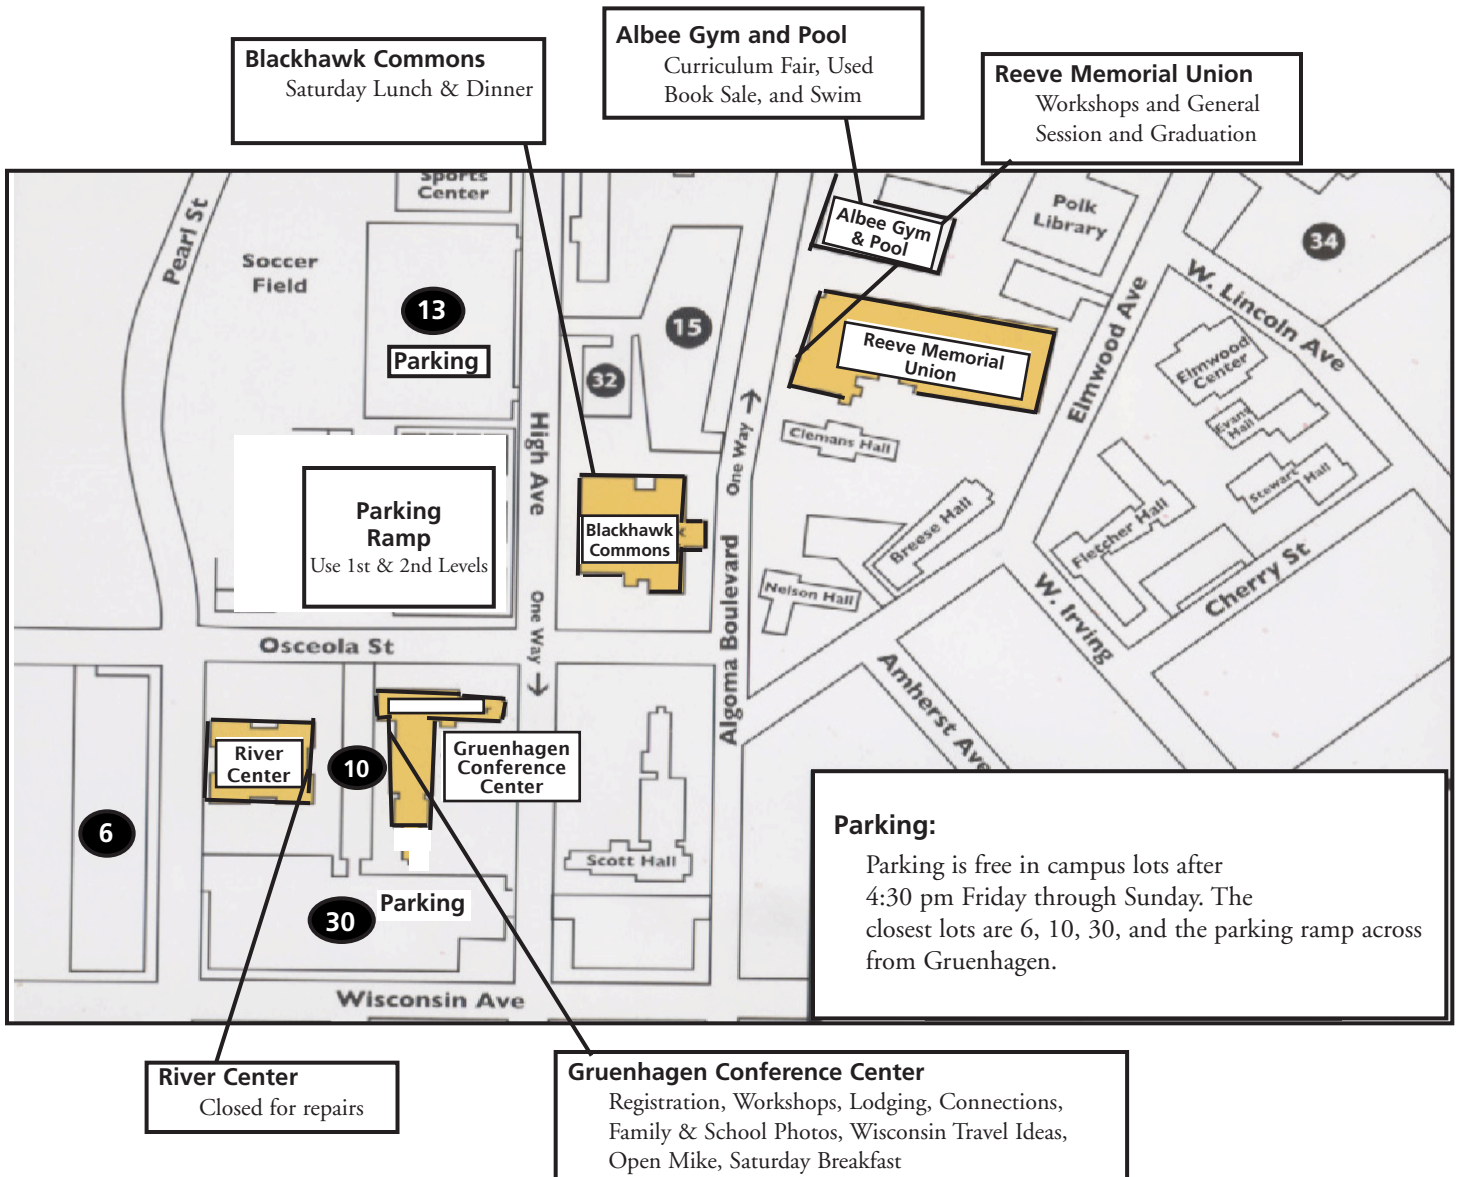 Albee Gym and Pool
Curriculum Fair, Used
Book Sale, and Swim
Blackhawk Commons
Saturday Lunch & Dinner
Reeve Memorial Union
Workshops and General
Session and Graduation
Sports
Center
Pearl St
Soccer
Field
13
Parking
15
32
High Ave
One Way
Albee Gym
& Pool
Polk
Library
34
W. Lincoln Ave
Reeve Memorial
Union
Elmwood Ave
Elmwood
Center
Evans
Hall
Stewart Hall
Clemans Hall
One Way
Parking
Ramp
Use 1st & 2nd Levels
Blackhawk
Commons
Algoma Boulevard
Breese Hall
Fletcher Hall
Nelson Hall
W. Irving
Cherry St
Osceola St
Amherst Ave
River
Center
10
Gruenhagen
Conference
Center
6
Scott Hall
30
Parking
Wisconsin Ave
Parking:
Parking is free in campus lots after
4:30 pm Friday through Sunday. The
closest lots are 6, 10, 30, and the parking ramp across
from Gruenhagen.
River Center
Closed for repairs
Gruenhagen Conference Center
Registration, Workshops, Lodging, Connections,
Family & School Photos, Wisconsin Travel Ideas,
Open Mike, Saturday Breakfast